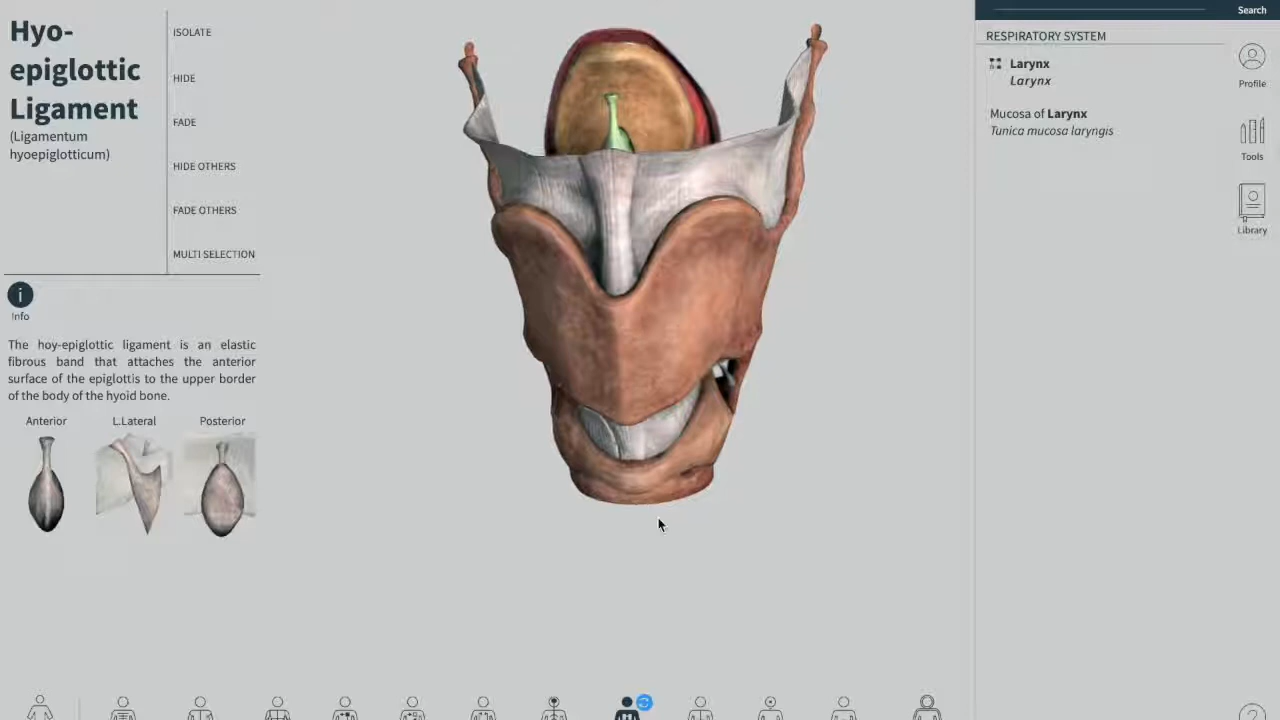 Hyo-
epiglottic
Ligament
(Ligamentum
hyoepiglotticum)
ISOLATE
HIDE
FADE
HIDE OTHERS
FADE OTHERS
MULTI SELECTION
i
Info
The hoy-epiglottic ligament is an elastic
fibrous band that attaches the anterior
surface of the epiglottis to the upper border
of the body of the hyoid bone.
Anterior
L.Lateral
Posterior
Search
RESPIRATORY SYSTEM
Larynx
Larynx
Mucosa of Larynx
Tunica mucosa laryngis
Profile
Tools
Library
?